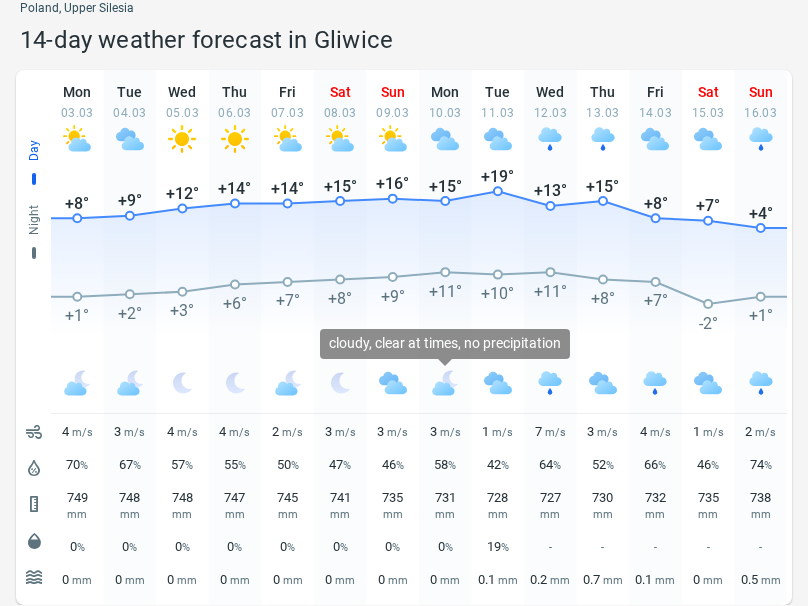 Poland, Upper Silesia
14-day weather forecast in Gliwice
Mon Tue Wed Thu Fri Sat Sun Mon Tue Wed Thu Fri Sat Sun
03.03 04.03 05.03 06.03 07.03 08.03 09.03 10.03 11.03 12.03 13.03 14.03 15.03 16.03
Day
+8° +9° +12° +14° +14° +15° +16° +15° +19° +13° +15° +8° +7° +4°
Night
+1° +2° +3° +6° +7° +8° +9° +11° +10° +11° +8° +7° -2° +1°
cloudy, clear at times, no precipitation
4 m/s 3 m/s 4 m/s 4 m/s 2 m/s 3 m/s 3 m/s 3 m/s 1 m/s 7 m/s 3 m/s 4 m/s 1 m/s 2 m/s
70% 67% 57% 55% 50% 47% 46% 58% 42% 64% 52% 66% 46% 74%
749 748 748 747 745 741 735 731 728 727 730 732 735 738
mm mm mm mm mm mm mm mm mm mm mm mm mm mm
0% 0% 0% 0% 0% 0% 0% 0% 19% - - - - -
0 mm 0 mm 0 mm 0 mm 0 mm 0 mm 0 mm 0 mm 0.1 mm 0.2 mm 0.7 mm 0.1 mm 0 mm 0.5 mm